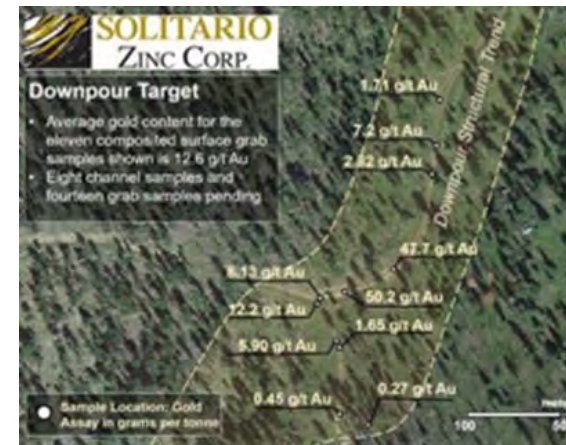 SOLITARIO
ZINC CORP.
Downpour Target
• Average gold content for the
eleven composited surface grab
samples shown is 12.6 g/t Au
• Eight channel samples and
fourteen grab samples pending
1.71 g/t Au
7.2 g/t Au
2.82 g/t Au
Downpour Structural Trend
47.7 g/t Au
8.13 g/t Au
50.2 g/t Au
12.2 g/t Au
1.65 g/t Au
5.90 g/t Au
0.45 g/t Au
0.27 g/t Au
Sample Location: Gold
Assay in grams per tonne
100